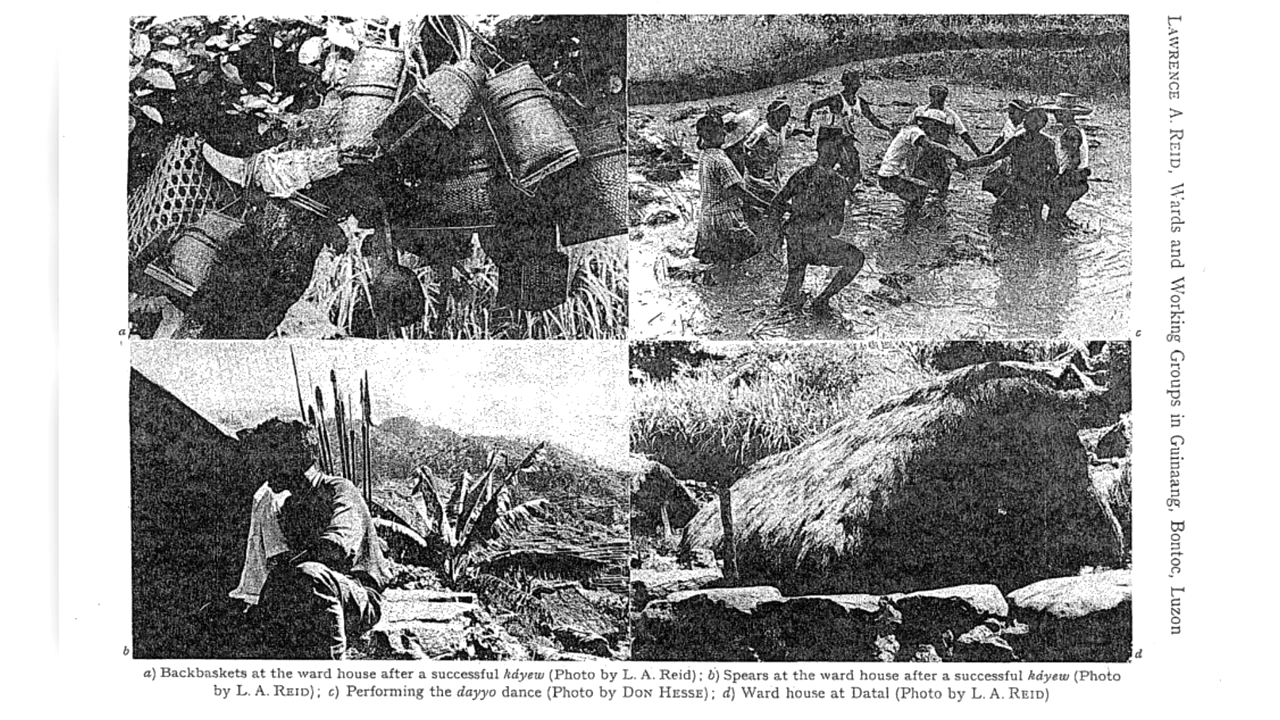 LAWRENCE A. REID, Wards and Working Groups in Guinaang, Bontoc, Luzon
a
c
b
d
a) Backbaskets at the ward house after a successful káyew (Photo by L. A. Reid); b) Spears at the ward house after a successful káyew (Photo
by L. A. REID); c) Performing the dayyo dance (Photo by DON HESSE); d) Ward house at Datal (Photo by L. A. REID)